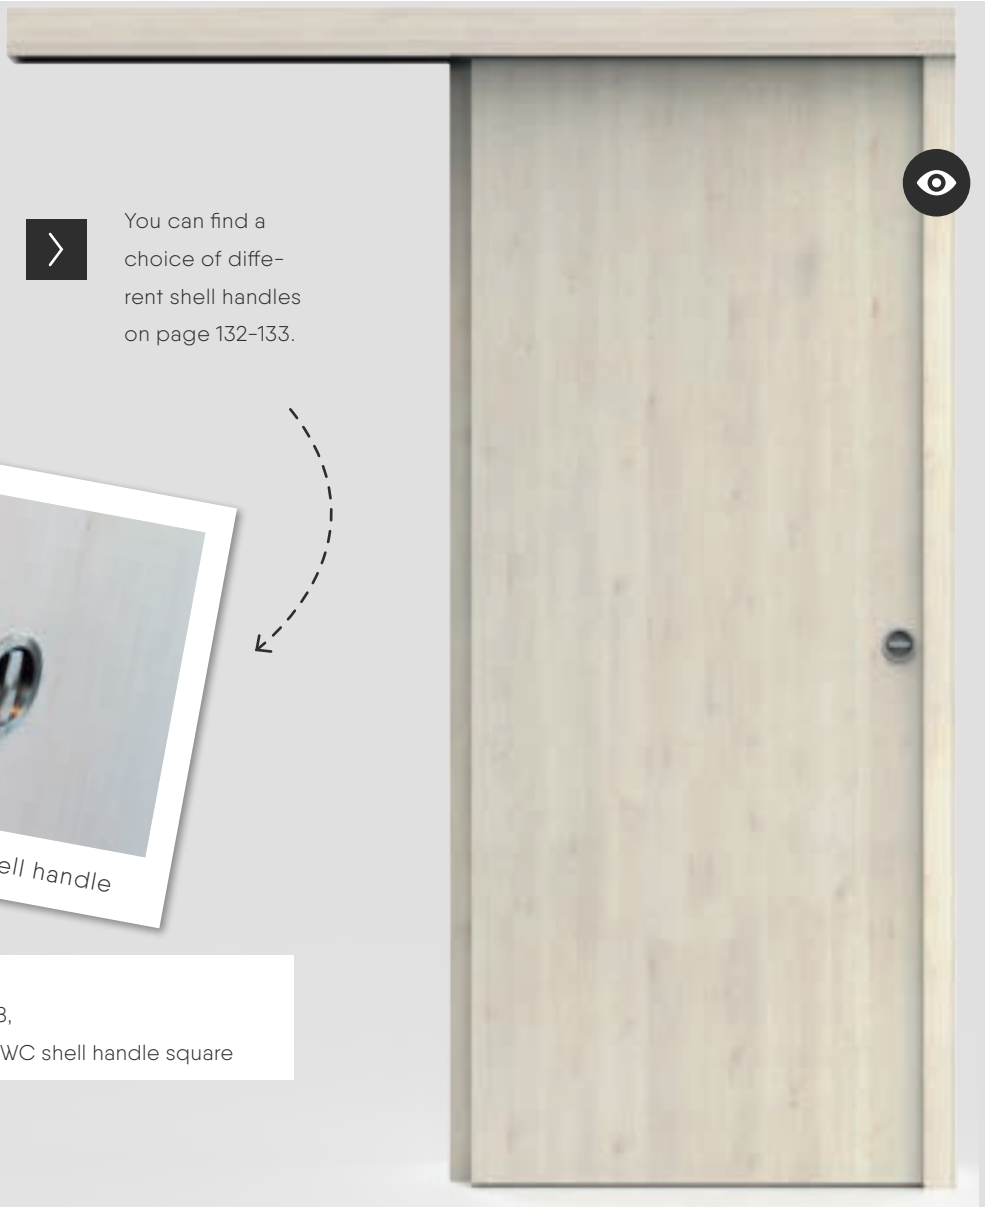 You can find a
choice of diffe-
rent shell handles
on page 132-133.
ell handle
8,
WC shell handle square